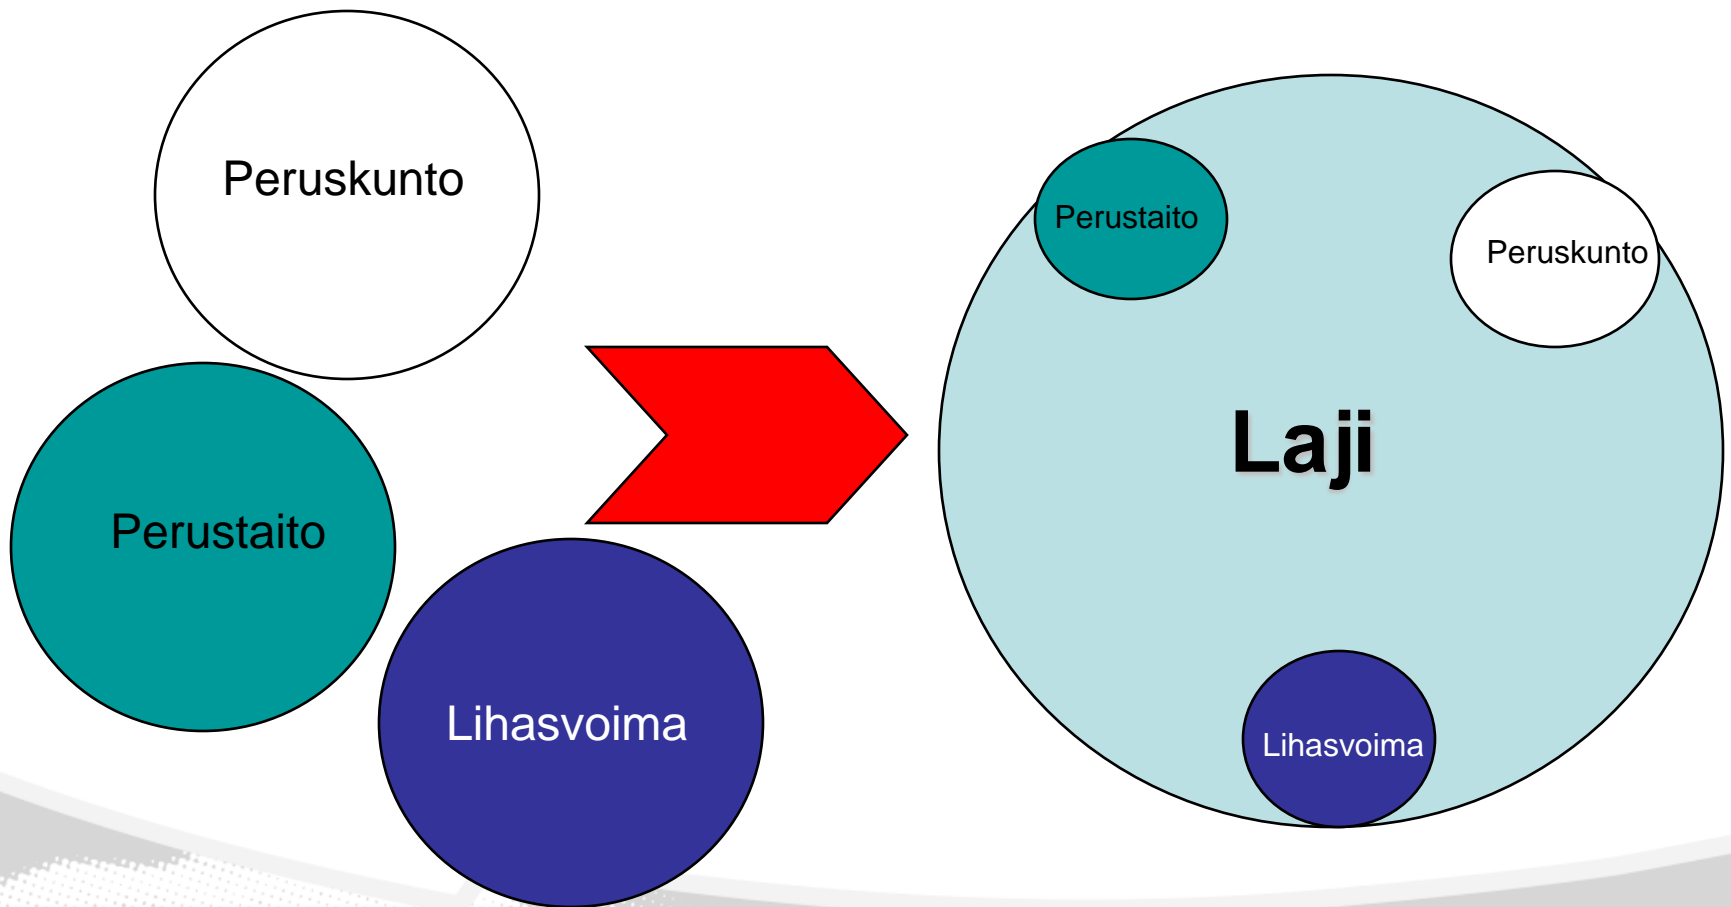 Peruskunto
Perustaito
Lihasvoima
Perustaito
Peruskunto
Laji
Lihasvoima